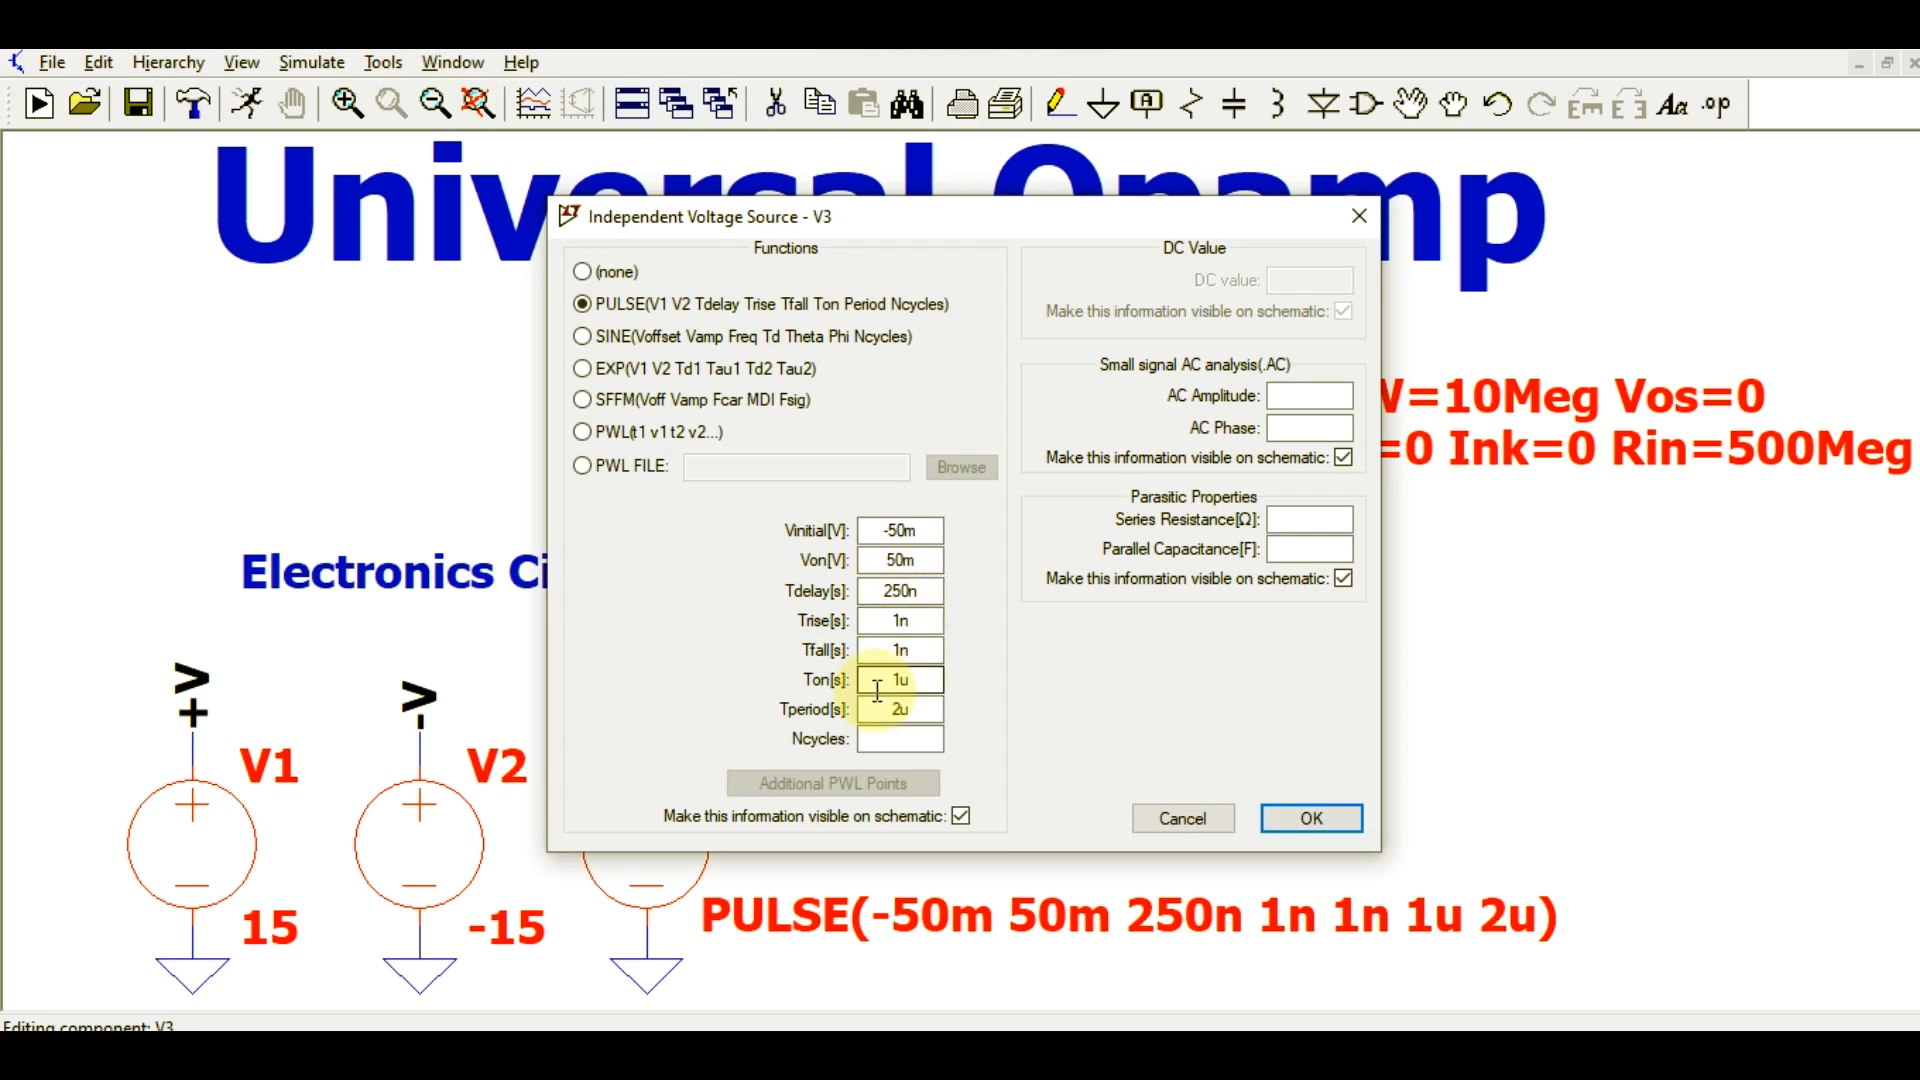 File Edit Hierarchy View Simulate Tools Window Help
Independent Voltage Source - V3
Functions
(none)
PULSE(V1 V2 Tdelay Trise Tfall Ton Period Ncycles)
SINE(Voffset Vamp Freq Td Theta Phi Ncycles)
EXP(V1 V2 Td1 Tau1 Td2 Tau2)
SFFM(Voff Vamp Fcar MDI Fsig)
PWL(t1 v1 t2 v2...)
PWL FILE: Browse
Vinitial[V]: -50m
Von[V]: 50m
Tdelay[s]: 250n
Trise[s]: 1n
Tfall[s]: 1n
Ton[s]: 1u
Tperiod[s]: 2u
Ncycles:
Additional PWL Points
Make this information visible on schematic:
DC Value
DC value:
Make this information visible on schematic:
Small signal AC analysis(.AC)
AC Amplitude:
AC Phase:
Make this information visible on schematic:
Parasitic Properties
Series Resistance[Ω]:
Parallel Capacitance[F]:
Make this information visible on schematic:
Cancel OK
=10Meg Vos=0
=0 Ink=0 Rin=500Meg
Electronics
+V
-V
V1
V2
15
-15
PULSE(-50m 50m 250n 1n 1n 1u 2u)
Editing component: V3